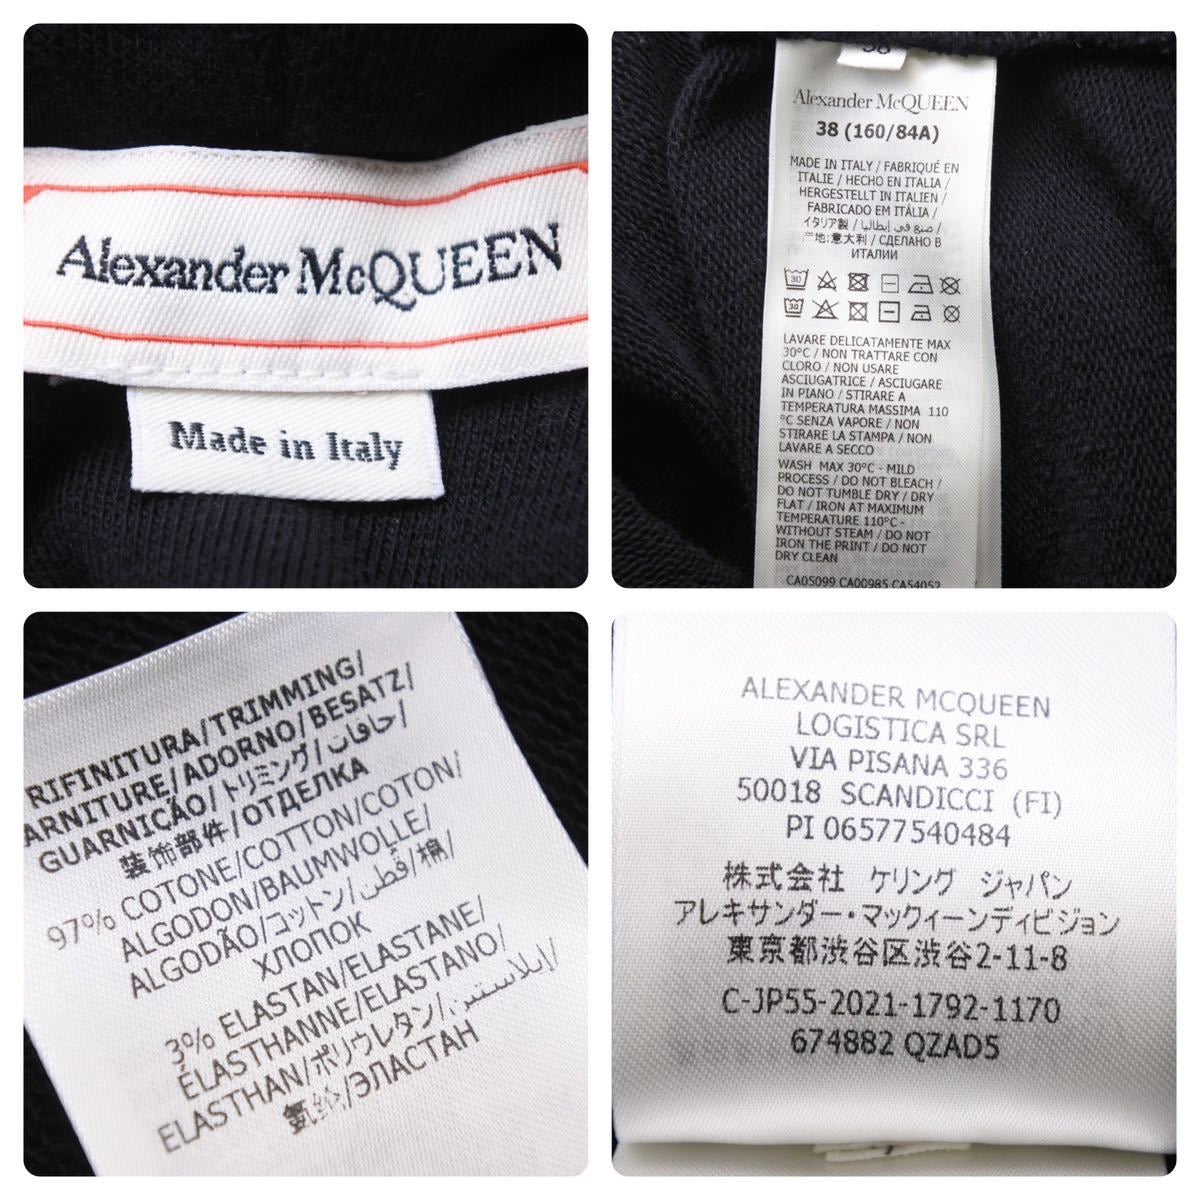 Alexander McQUEEN
Made in Italy
Alexander McQUEEN
38 (160/84A)
MADE IN ITALY / FABRIQUÉ EN
ITALIE / HECHO EN ITALIA /
HERGESTELLT IN ITALIEN /
FABRICADO EM ITÁLIA /
イタリア製 / صنع في إيطاليا /
产地:意大利 / СДЕЛАНО В
ИТАЛИИ
LAVARE DELICATAMENTE MAX
30°C / NON TRATTARE CON
CLORO / NON USARE
ASCIUGATRICE / ASCIUGARE
IN PIANO / STIRARE A
TEMPERATURA MASSIMA 110
°C SENZA VAPORE / NON
STIRARE LA STAMPA / NON
LAVARE A SECCO
WASH MAX 30°C - MILD
PROCESS / DO NOT BLEACH /
DO NOT TUMBLE DRY / DRY
FLAT / IRON AT MAXIMUM
TEMPERATURE 110°C -
WITHOUT STEAM / DO NOT
IRON THE PRINT / DO NOT
DRY CLEAN
CA05099 CA00985 CA54052
RIFINITURA/TRIMMING/
ARNITURE/ADORNO/BESATZ/
GUARNIÇÃO/トリミング/حافات/
装饰部件/ОТДЕЛКА
97% COTONE/COTTON/COTON/
ALGODON/BAUMWOLLE/
ALGODÃO/コットン/قطن/棉/
ХЛОПОК
3% ELASTAN/ELASTANE/
ÉLASTHANNE/ELASTANO/
ELASTHAN/ポリウレタン/إيلاستين/
氨纶/ЭЛАСТАН
ALEXANDER MCQUEEN
LOGISTICA SRL
VIA PISANA 336
50018 SCANDICCI (FI)
PI 06577540484
株式会社 ケリング ジャパン
アレキサンダー・マックィーンディビジョン
東京都渋谷区渋谷2-11-8
C-JP55-2021-1792-1170
674882 QZAD5